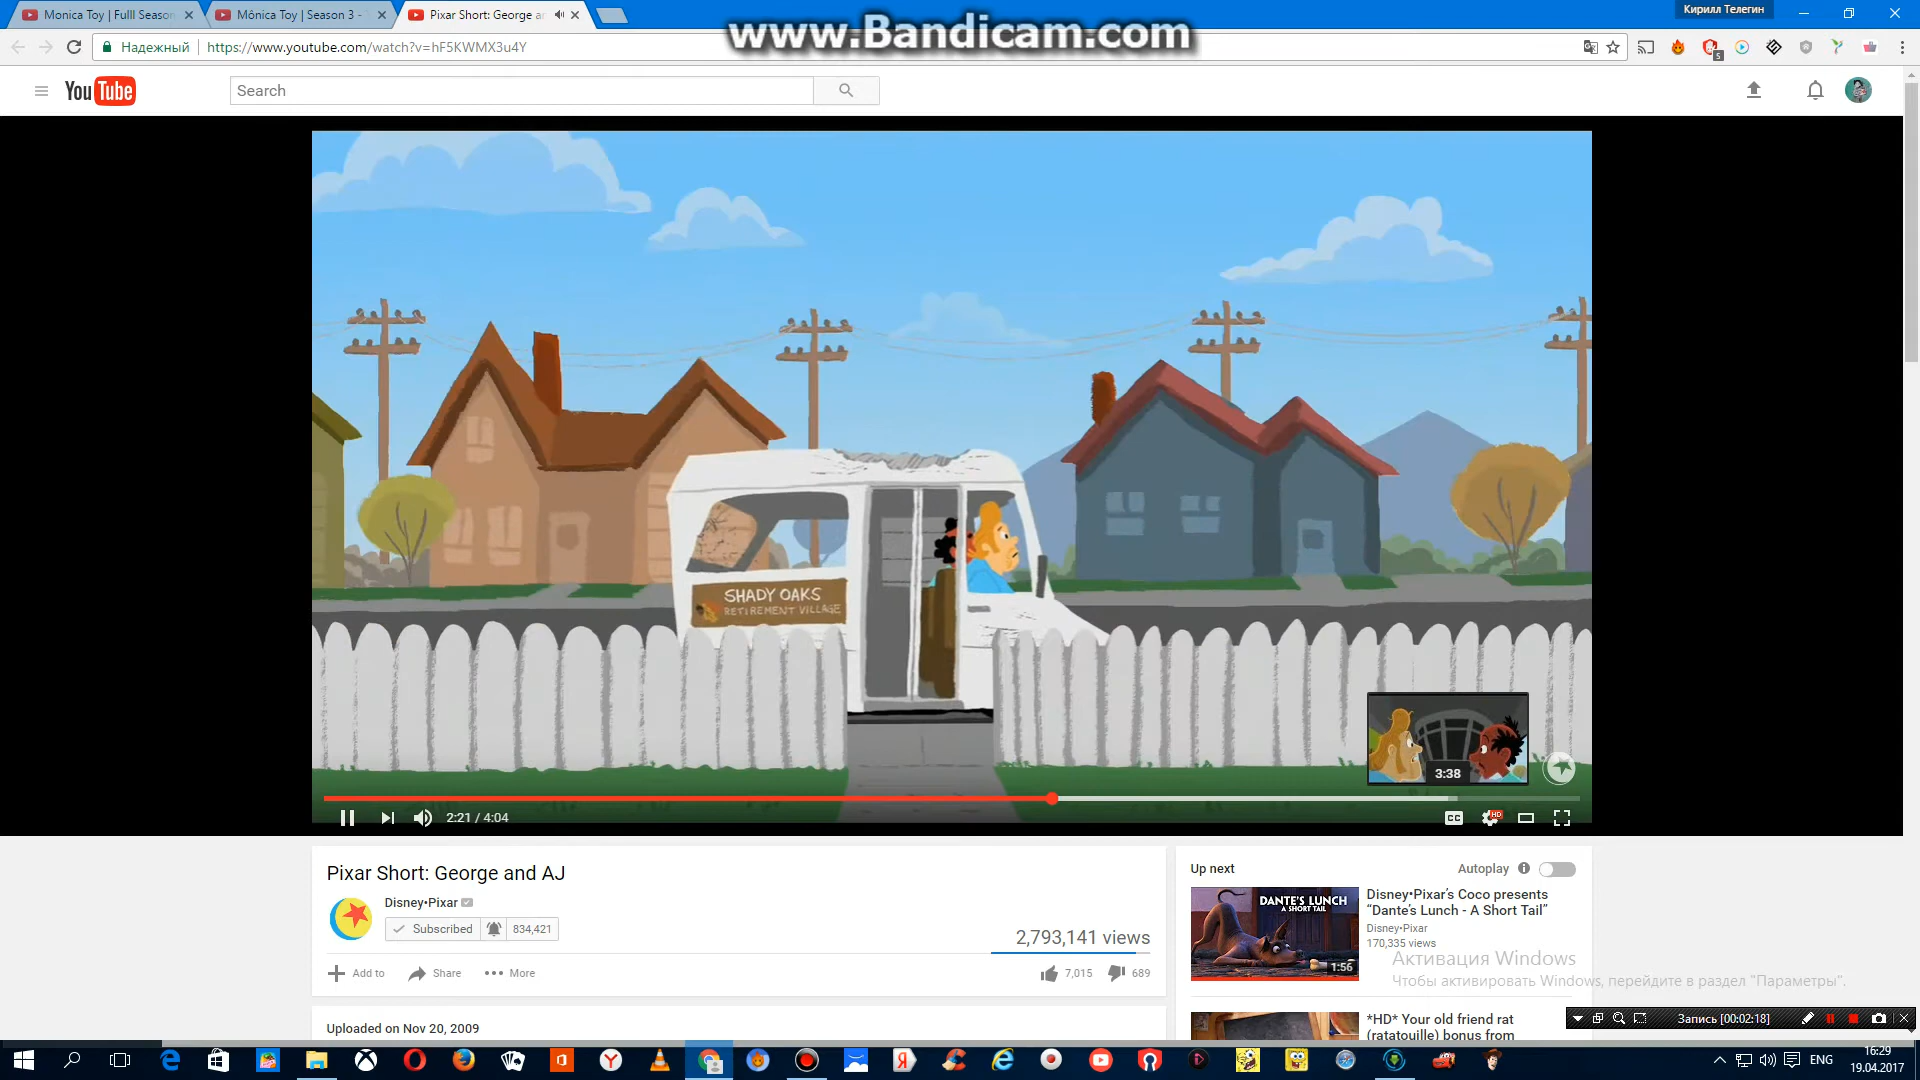 Monica Toy | Fulll Season
Mônica Toy | Season 3 -
Pixar Short: George an
www.Bandicam.com
Кирилл Телегин
Надежный
https://www.youtube.com/watch?v=hF5KWMX3u4Y
5
YouTube
Search
SHADY OAKS
RETIREMENT VILLAGE
3:38
2:21 / 4:04
CC
HD
Pixar Short: George and AJ
Disney•Pixar
Subscribed
834,421
2,793,141 views
Add to
Share
More
7,015
689
Uploaded on Nov 20, 2009
Up next
Autoplay
DANTE'S LUNCH
A SHORT TAIL
1:56
Disney•Pixar's Coco presents
“Dante's Lunch - A Short Tail”
Disney•Pixar
170,335 views
Активация Windows
Чтобы активировать Windows, перейдите в раздел "Параметры".
*HD* Your old friend rat
(ratatouille) bonus from
Запись [00:02:18]
ENG
16:29
19.04.2017